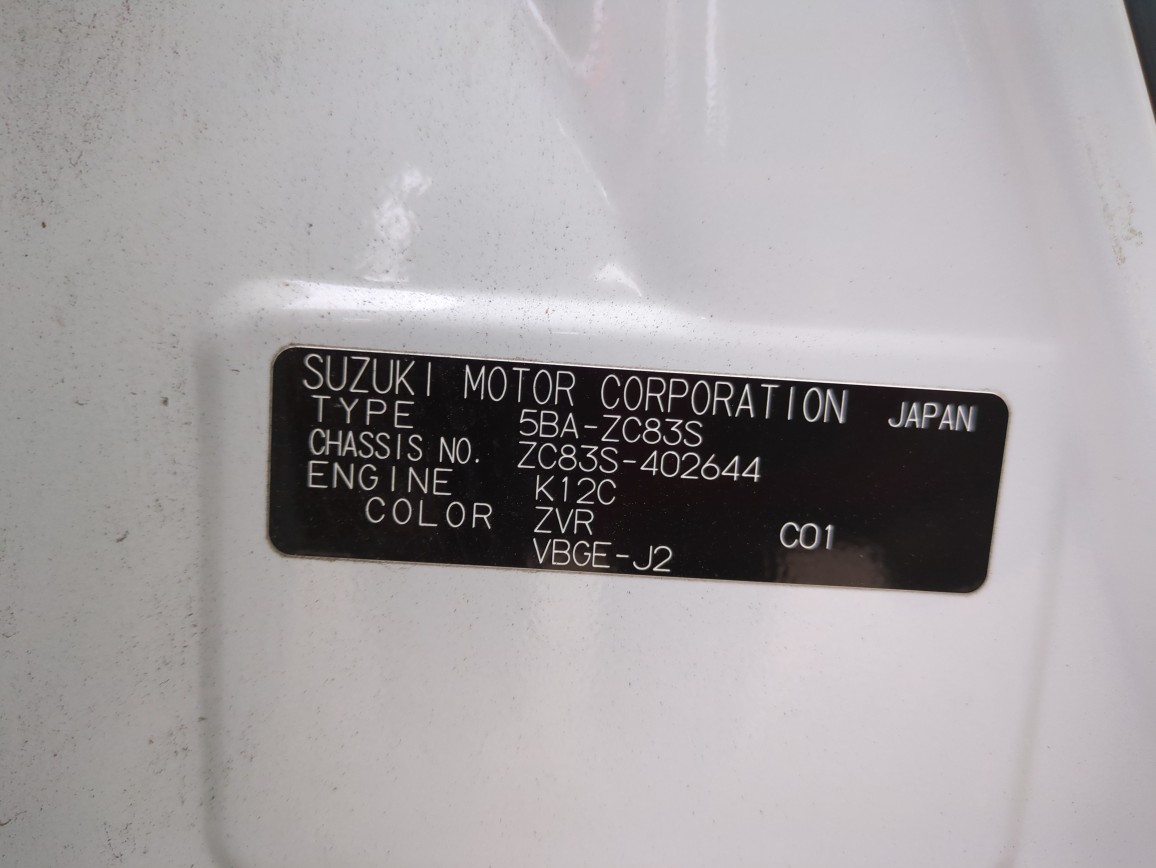 SUZUKI MOTOR CORPORATION JAPAN
TYPE 5BA-ZC83S
CHASSIS NO. ZC83S-402644
ENGINE K12C
COLOR ZVR C01
VBGE-J2